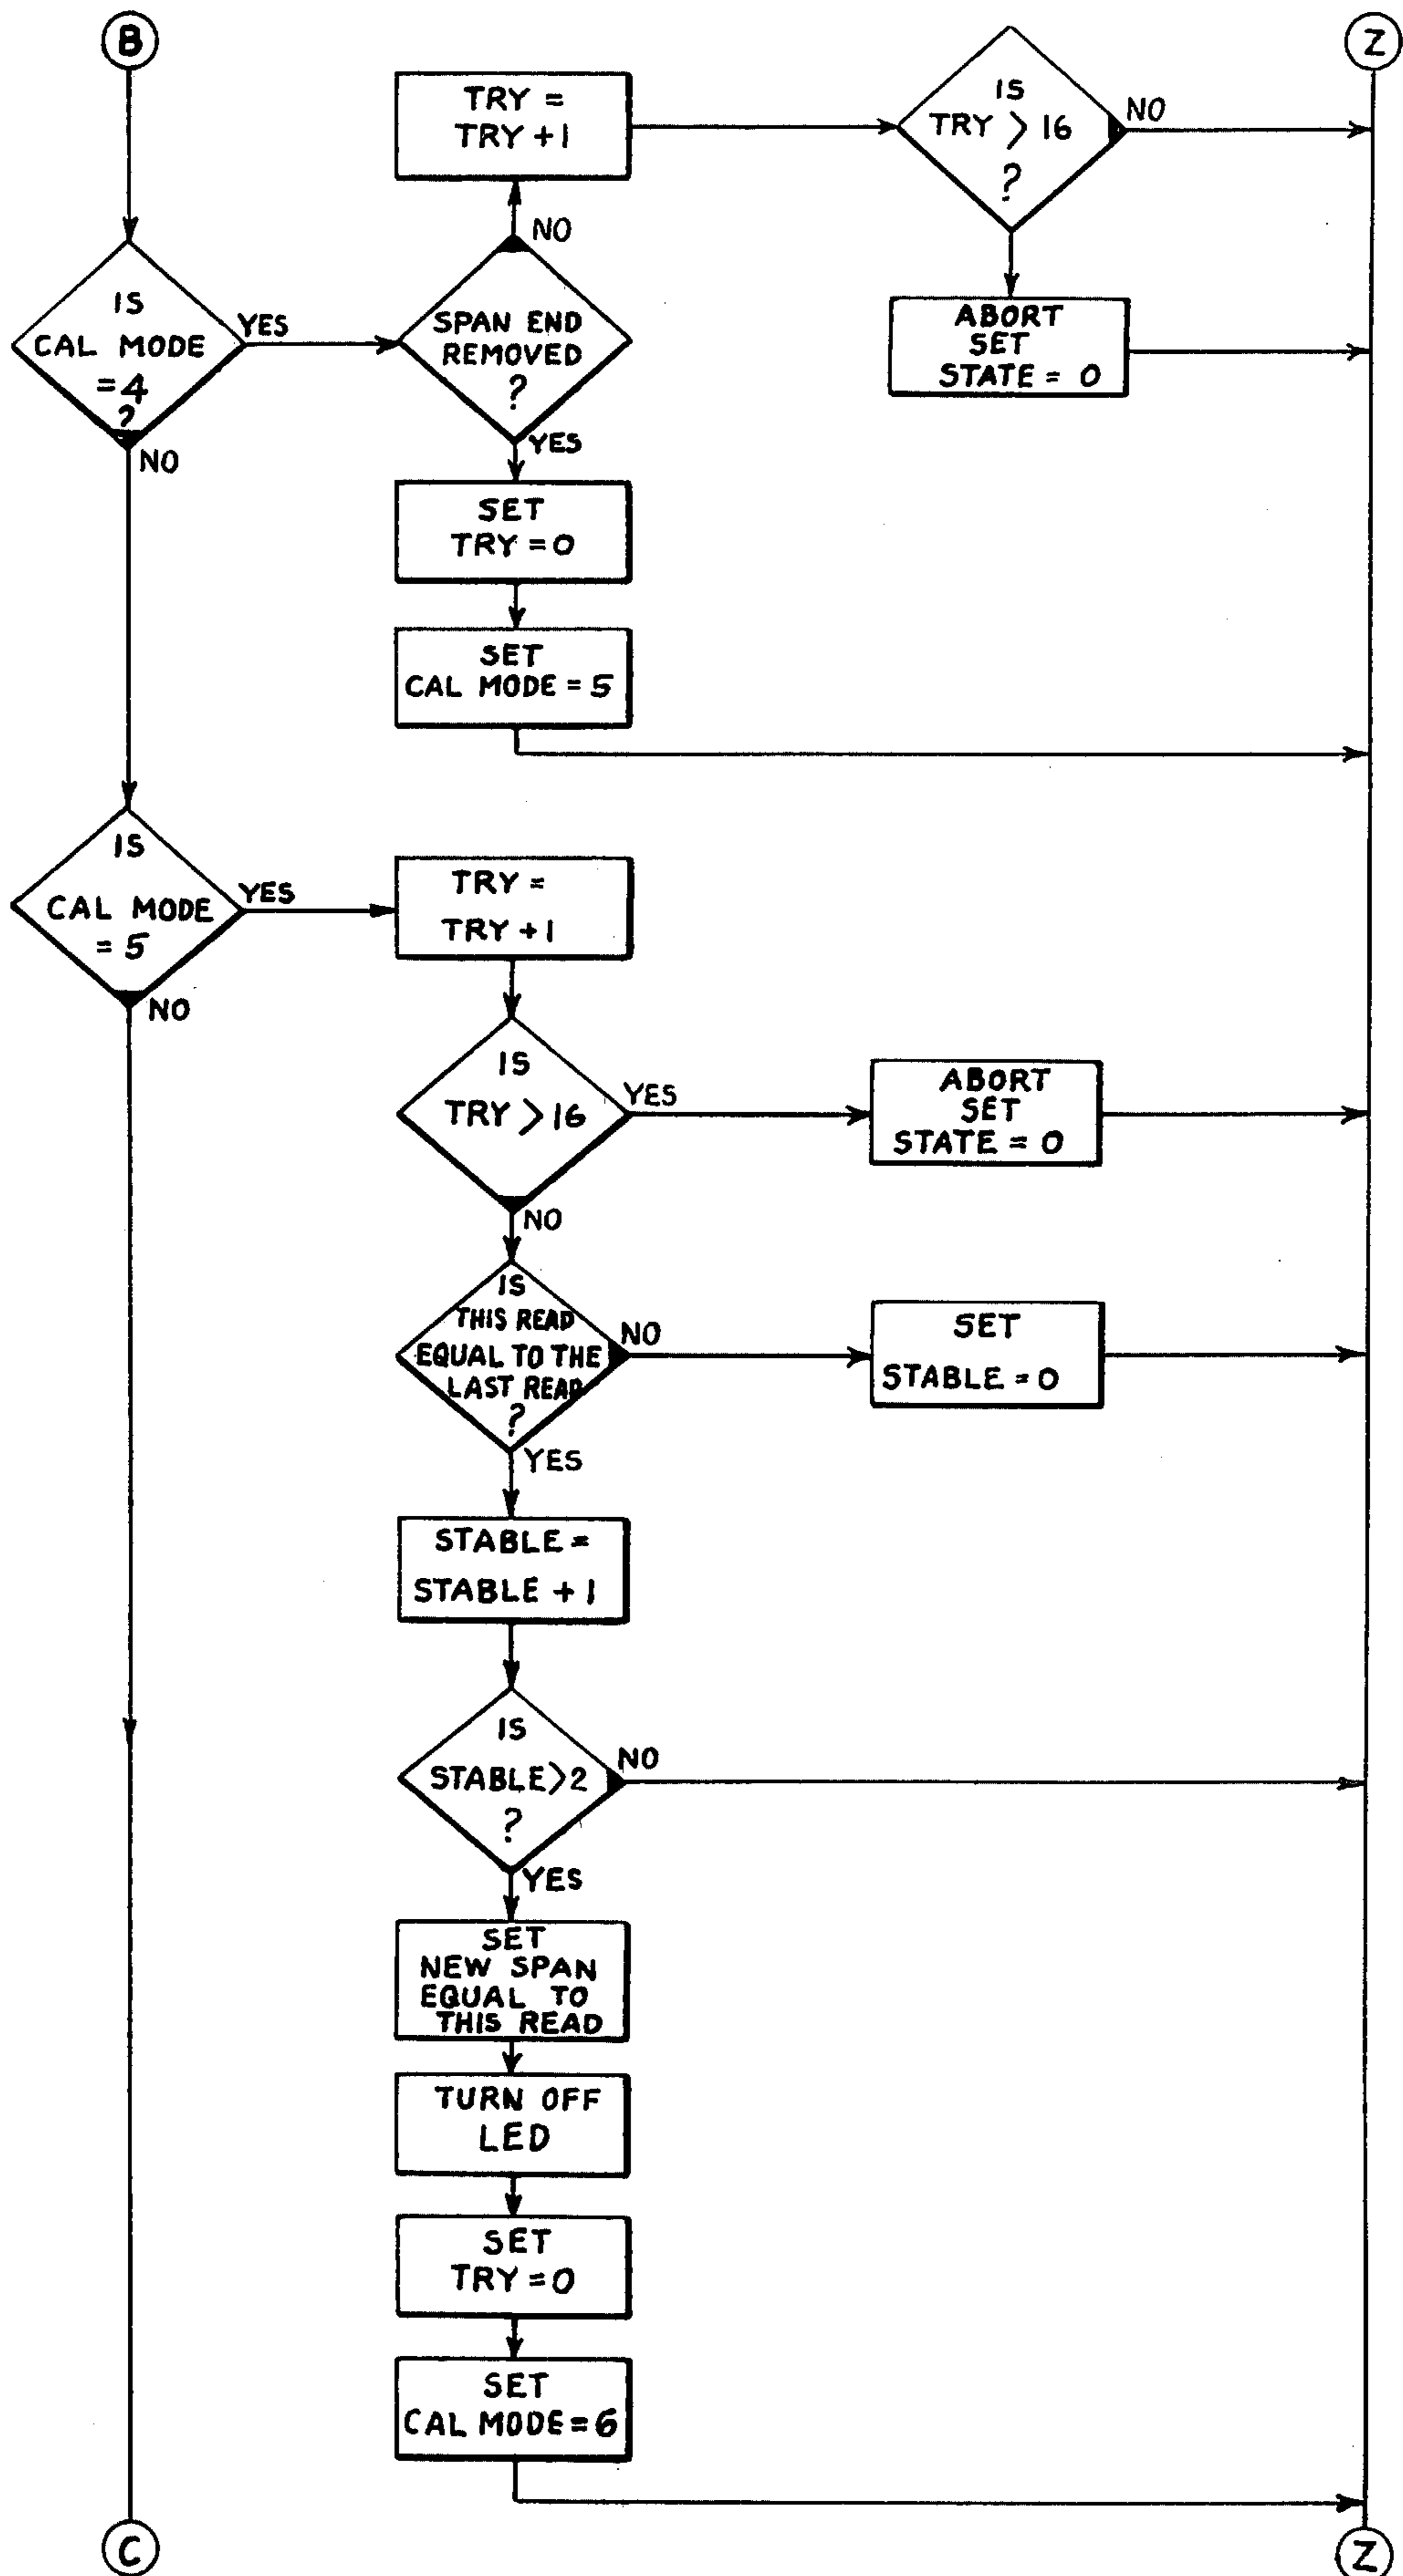 B
Z
TRY =
TRY +1
IS
TRY > 16
?
NO
NO
IS
CAL MODE
=4
?
YES
NO
SPAN END
REMOVED
?
YES
ABORT
SET
STATE = 0
SET
TRY = 0
SET
CAL MODE = 5
IS
CAL MODE
= 5
YES
NO
TRY =
TRY +1
IS
TRY > 16
YES
NO
ABORT
SET
STATE = 0
IS
THIS READ
EQUAL TO THE
LAST READ
?
NO
YES
SET
STABLE = 0
STABLE =
STABLE + 1
IS
STABLE > 2
?
NO
YES
SET
NEW SPAN
EQUAL TO
THIS READ
TURN OFF
LED
SET
TRY = 0
SET
CAL MODE = 6
C
Z